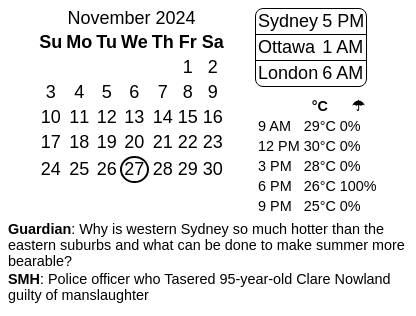 November 2024
Su Mo Tu We Th Fr Sa
1 2
3 4 5 6 7 8 9
10 11 12 13 14 15 16
17 18 19 20 21 22 23
24 25 26 27 28 29 30
Sydney 5 PM
Ottawa 1 AM
London 6 AM
°C ☂
9 AM 29°C 0%
12 PM 30°C 0%
3 PM 28°C 0%
6 PM 26°C 100%
9 PM 25°C 0%
Guardian: Why is western Sydney so much hotter than the
eastern suburbs and what can be done to make summer more
bearable?
SMH: Police officer who Tasered 95-year-old Clare Nowland
guilty of manslaughter